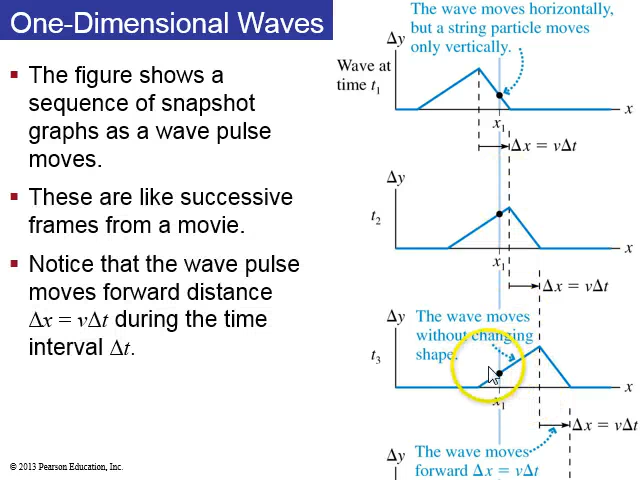 One-Dimensional Waves
▪ The figure shows a
sequence of snapshot
graphs as a wave pulse
moves.
▪ These are like successive
frames from a movie.
▪ Notice that the wave pulse
moves forward distance
Δx = vΔt during the time
interval Δt.
© 2013 Pearson Education, Inc.
The wave moves horizontally,
but a string particle moves
only vertically.
Δy
Wave at
time t₁
x
x₁
Δx = vΔt
Δy
t₂
x
x₁
Δx = vΔt
Δy
The wave moves
without changing
shape.
t₃
x
x₁
Δx = vΔt
Δy
The wave moves
forward Δx = vΔt